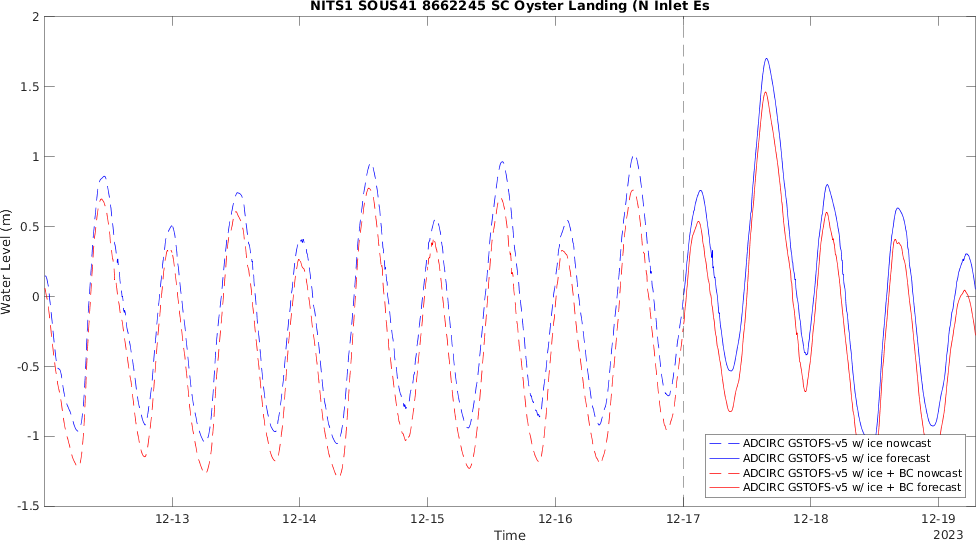 NITS1 SOUS41 8662245 SC Oyster Landing (N Inlet Es
Water Level (m)
2
1.5
1
0.5
0
-0.5
-1
-1.5
12-13
12-14
12-15
12-16
12-17
12-18
12-19
2023
Time
ADCIRC GSTOFS-v5 w/ ice nowcast
ADCIRC GSTOFS-v5 w/ ice forecast
ADCIRC GSTOFS-v5 w/ ice + BC nowcast
ADCIRC GSTOFS-v5 w/ ice + BC forecast